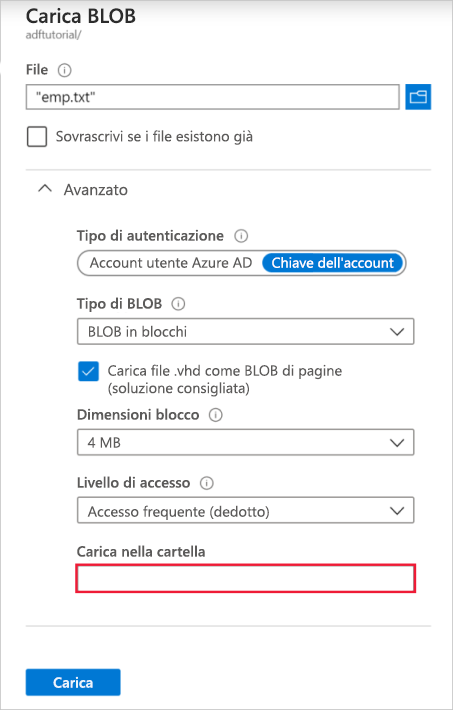 Carica BLOB
adftutorial/
File
"emp.txt"
Sovrascrivi se i file esistono già
Avanzato
Tipo di autenticazione
Account utente Azure AD Chiave dell'account
Tipo di BLOB
BLOB in blocchi
Carica file .vhd come BLOB di pagine
(soluzione consigliata)
Dimensioni blocco
4 MB
Livello di accesso
Accesso frequente (dedotto)
Carica nella cartella
Carica